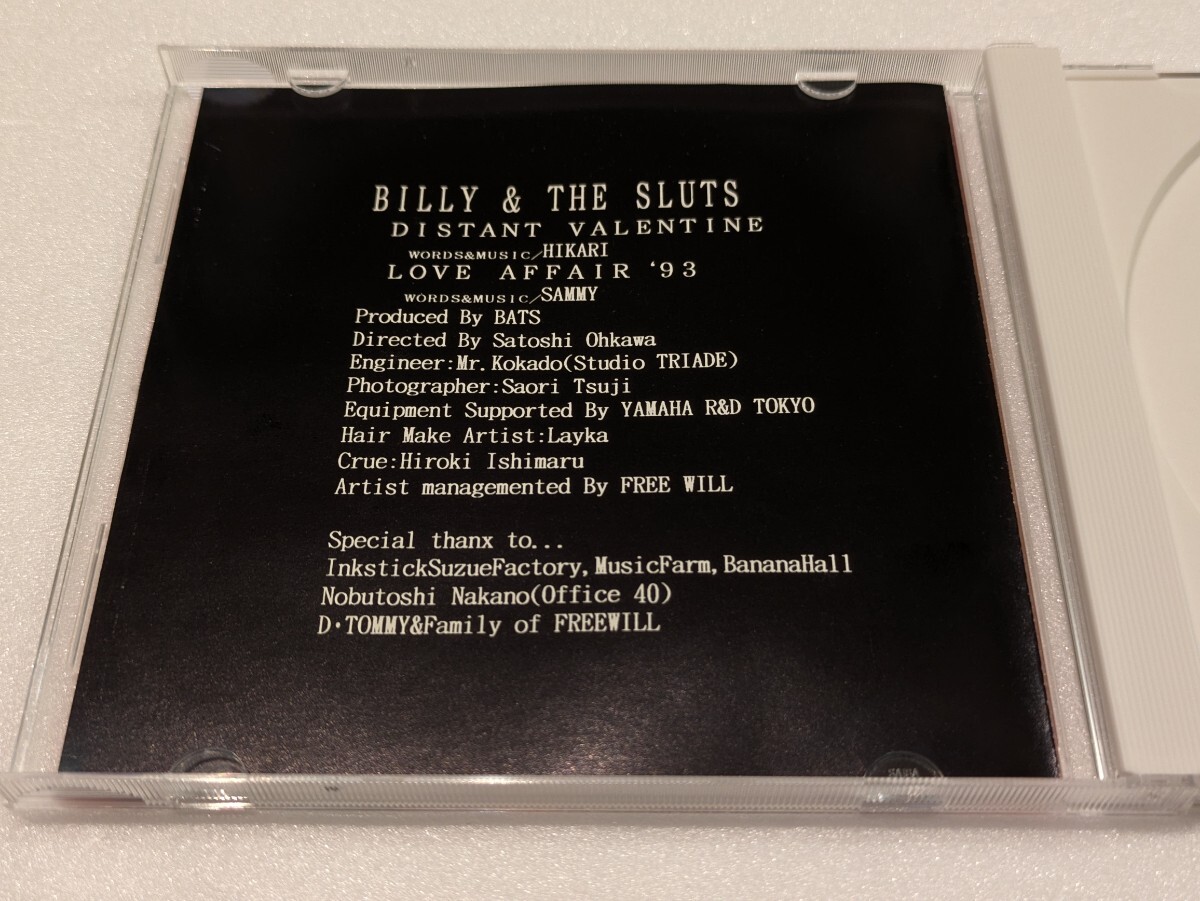 BILLY & THE SLUTS
DISTANT VALENTINE
WORDS&MUSIC/HIKARI
LOVE AFFAIR '93
WORDS&MUSIC/SAMMY
Produced By BATS
Directed By Satoshi Ohkawa
Engineer:Mr.Kokado(Studio TRIADE)
Photographer:Saori Tsuji
Equipment Supported By YAMAHA R&D TOKYO
Hair Make Artist:Layka
Crue:Hiroki Ishimaru
Artist managemented By FREE WILL
Special thanx to...
InkstickSuzueFactory,MusicFarm,BananaHall
Nobutoshi Nakano(Office 40)
D·TOMMY&Family of FREEWILL